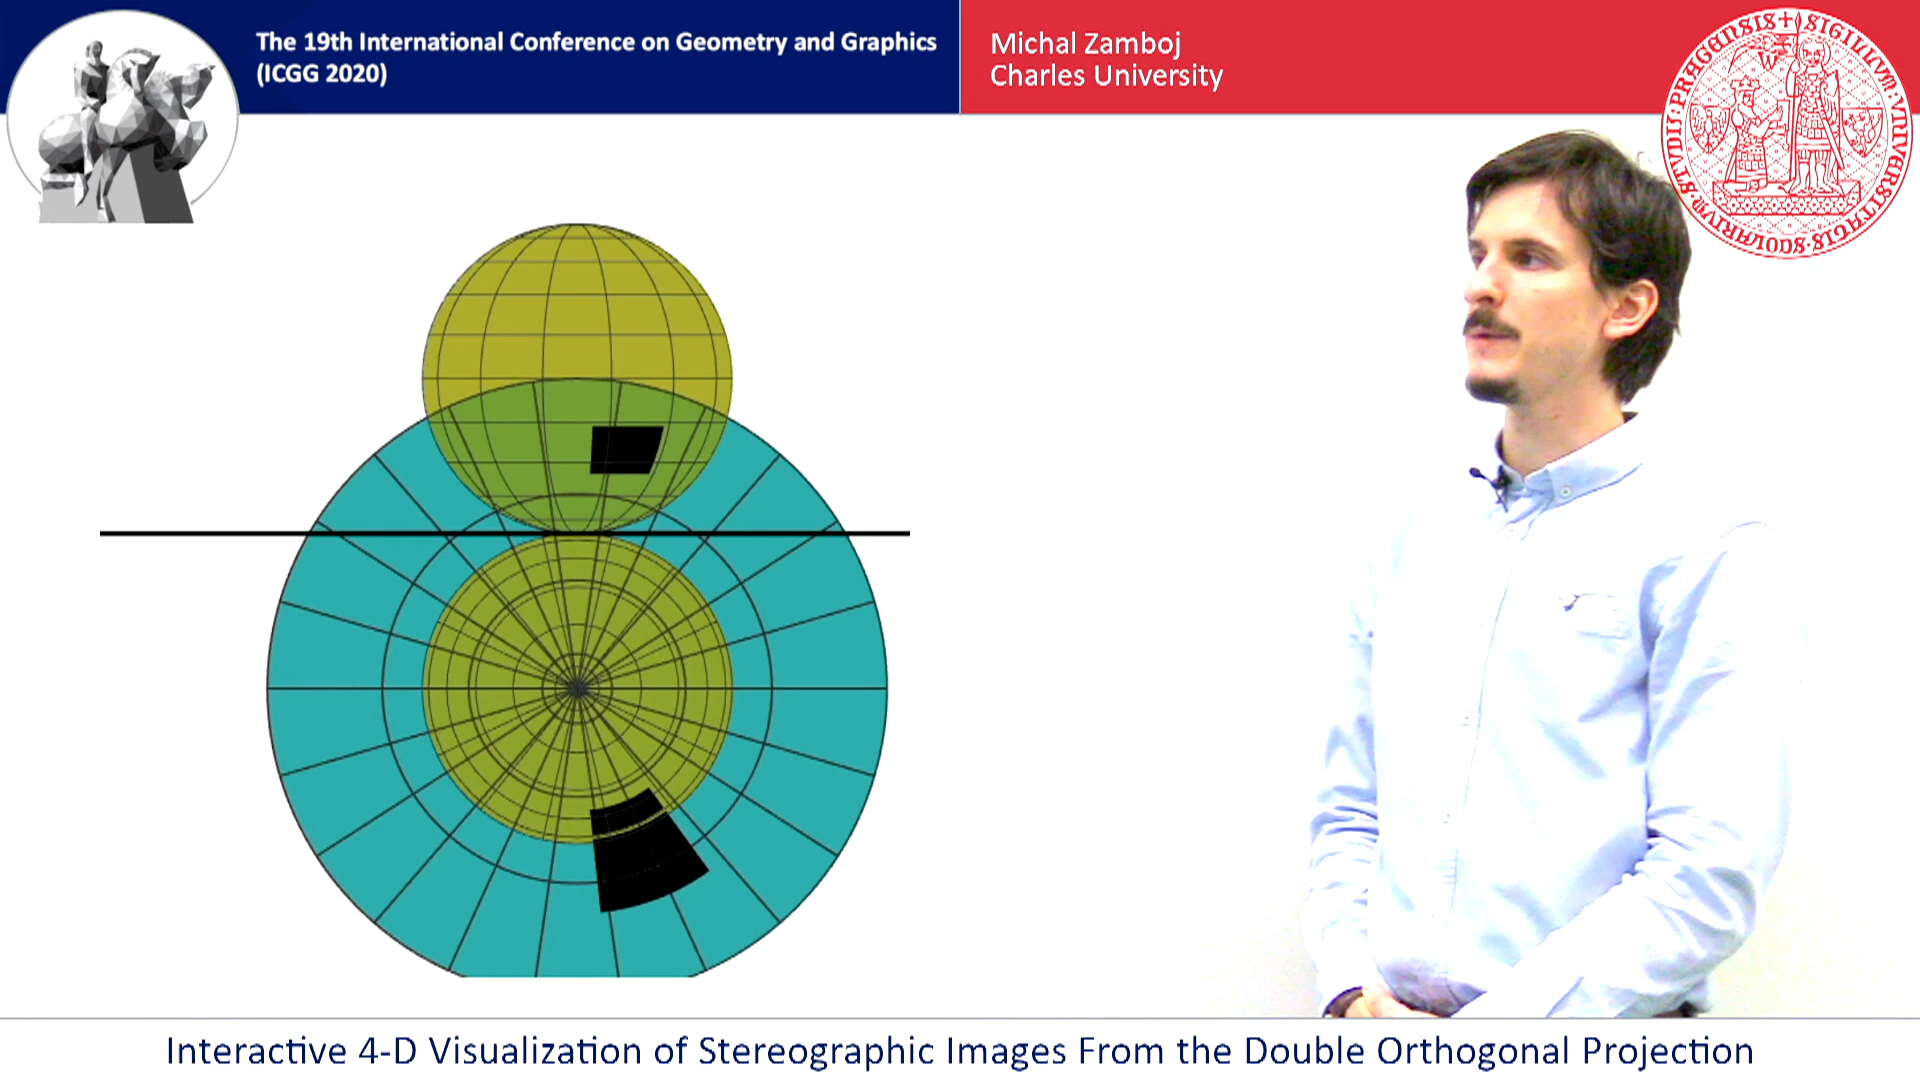 The 19th International Conference on Geometry and Graphics
(ICGG 2020)
Michal Zamboj
Charles University
Interactive 4-D Visualization of Stereographic Images From the Double Orthogonal Projection